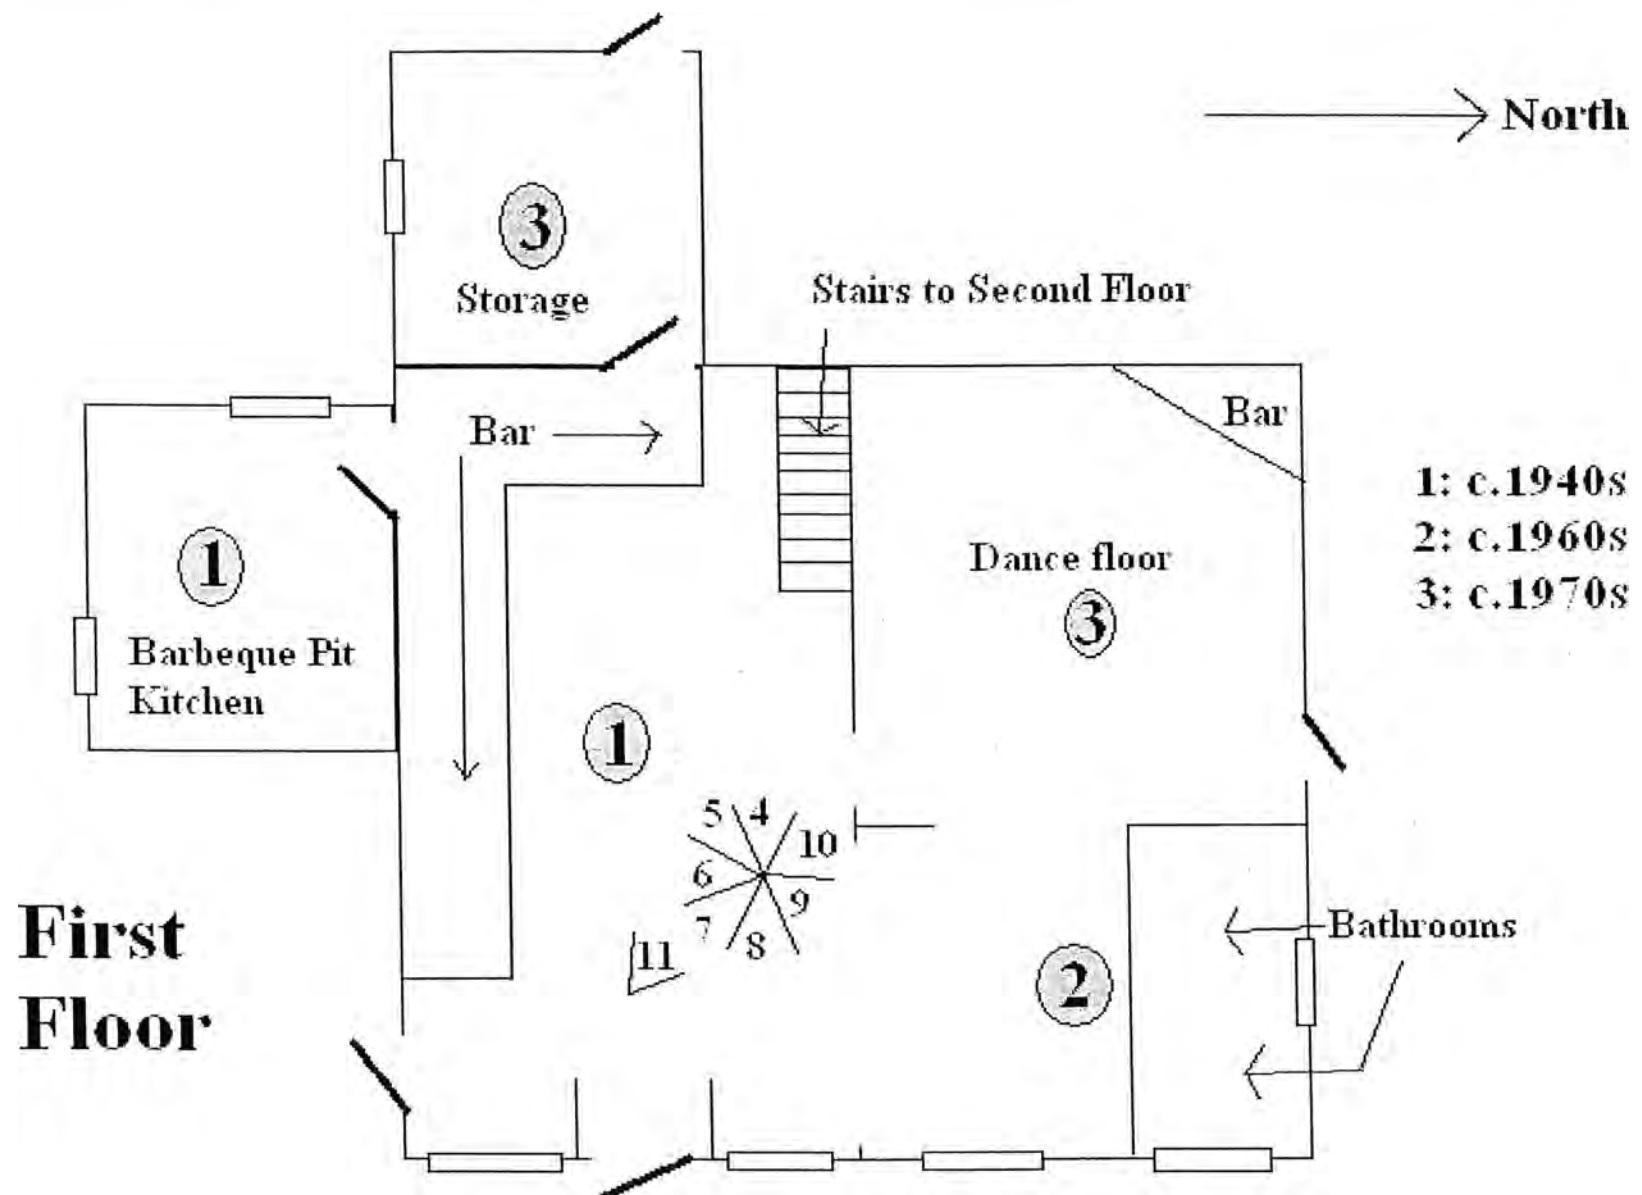 North
3
Storage
Stairs to Second Floor
Bar
Bar
1: c.1940s
2: c.1960s
3: c.1970s
1
Barbeque Pit
Kitchen
Dance floor
3
1
5
4
10
6
9
7
8
11
First
Floor
2
Bathrooms